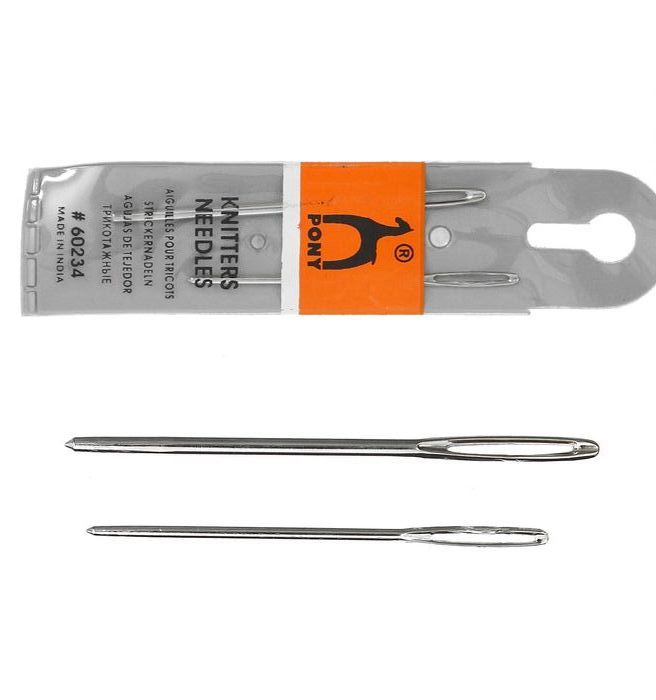 KNITTERS
NEEDLES
AIGUILLES POUR TRICOTS
STRICKERNADELN
AGUJAS DE TEJEDOR
ТРИКОТАЖНЫЕ
# 60234
MADE IN INDIA
PONY
®